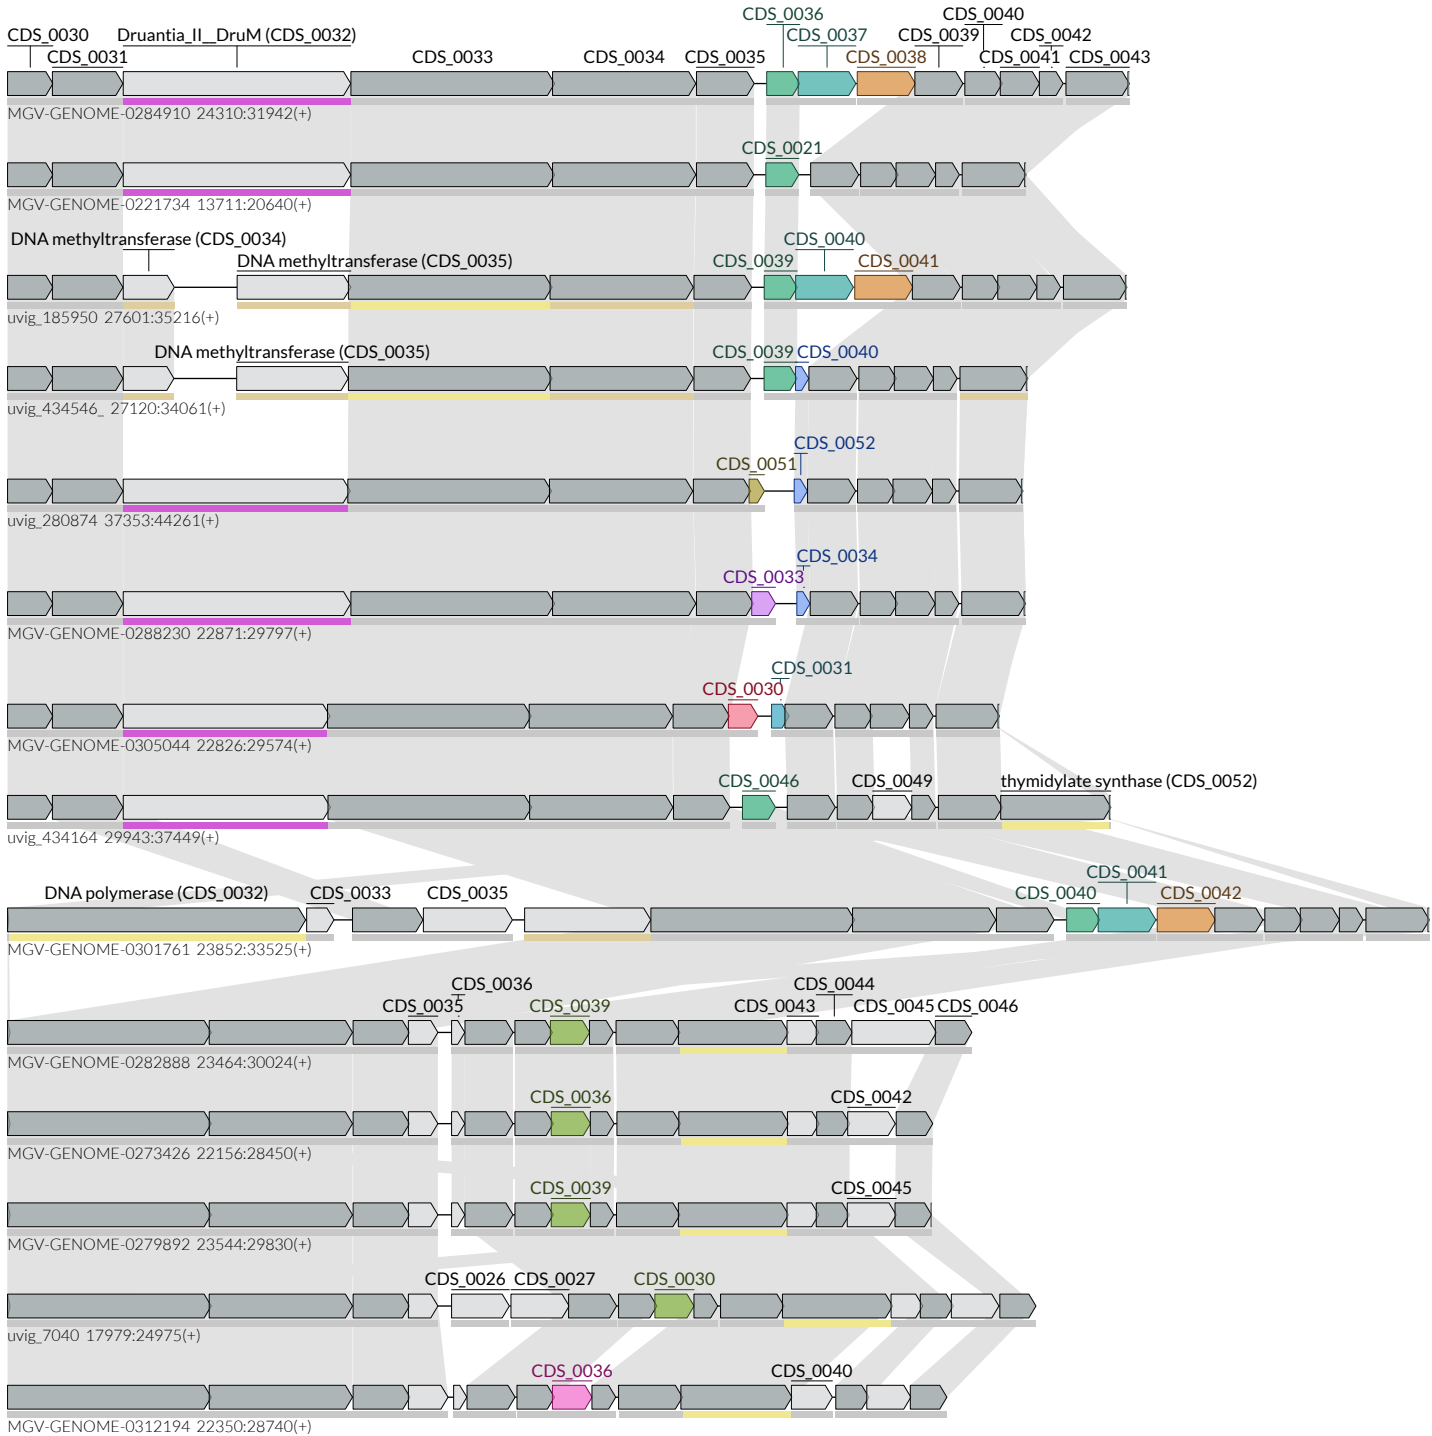 CDS_0036
CDS_0040
CDS_0030
Druantia_II__DruM (CDS_0032)
CDS_0037
CDS_0039
CDS_0042
CDS_0031
CDS_0033
CDS_0034
CDS_0035
CDS_0038
CDS_0041
CDS_0043
MGV-GENOME-0284910 24310:31942(+)
CDS_0021
MGV-GENOME-0221734 13711:20640(+)
DNA methyltransferase (CDS_0034)
CDS_0040
DNA methyltransferase (CDS_0035)
CDS_0039
CDS_0041
uvig_185950 27601:35216(+)
DNA methyltransferase (CDS_0035)
CDS_0039
CDS_0040
uvig_434546_ 27120:34061(+)
CDS_0052
CDS_0051
uvig_280874 37353:44261(+)
CDS_0034
CDS_0033
MGV-GENOME-0288230 22871:29797(+)
CDS_0031
CDS_0030
MGV-GENOME-0305044 22826:29574(+)
CDS_0046
CDS_0049
thymidylate synthase (CDS_0052)
uvig_434164 29943:37449(+)
CDS_0041
DNA polymerase (CDS_0032)
CDS_0033
CDS_0035
CDS_0040
CDS_0042
MGV-GENOME-0301761 23852:33525(+)
CDS_0036
CDS_0044
CDS_0035
CDS_0039
CDS_0043
CDS_0045
CDS_0046
MGV-GENOME-0282888 23464:30024(+)
CDS_0036
CDS_0042
MGV-GENOME-0273426 22156:28450(+)
CDS_0039
CDS_0045
MGV-GENOME-0279892 23544:29830(+)
CDS_0026
CDS_0027
CDS_0030
uvig_7040 17979:24975(+)
CDS_0036
CDS_0040
MGV-GENOME-0312194 22350:28740(+)